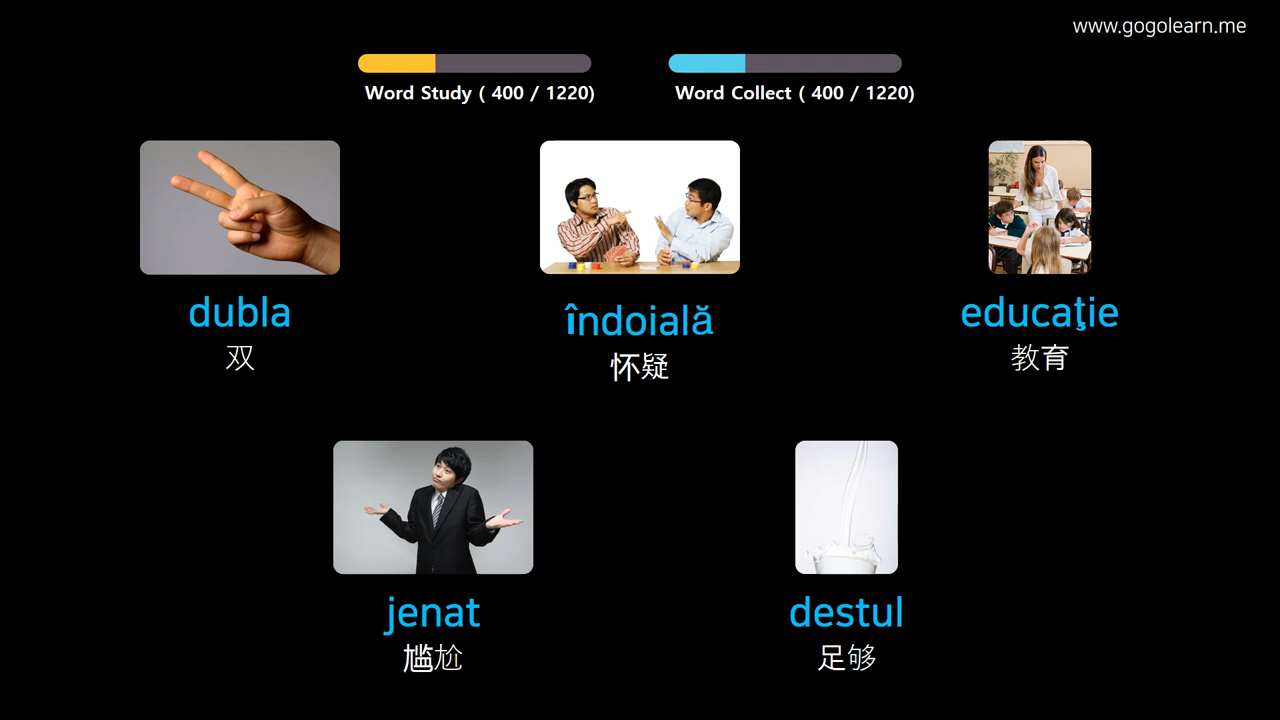 www.gogolearn.me
Word Study ( 400 / 1220)
Word Collect ( 400 / 1220)
dubla
双
îndoială
怀疑
educaţie
教育
jenat
尴尬
destul
足够